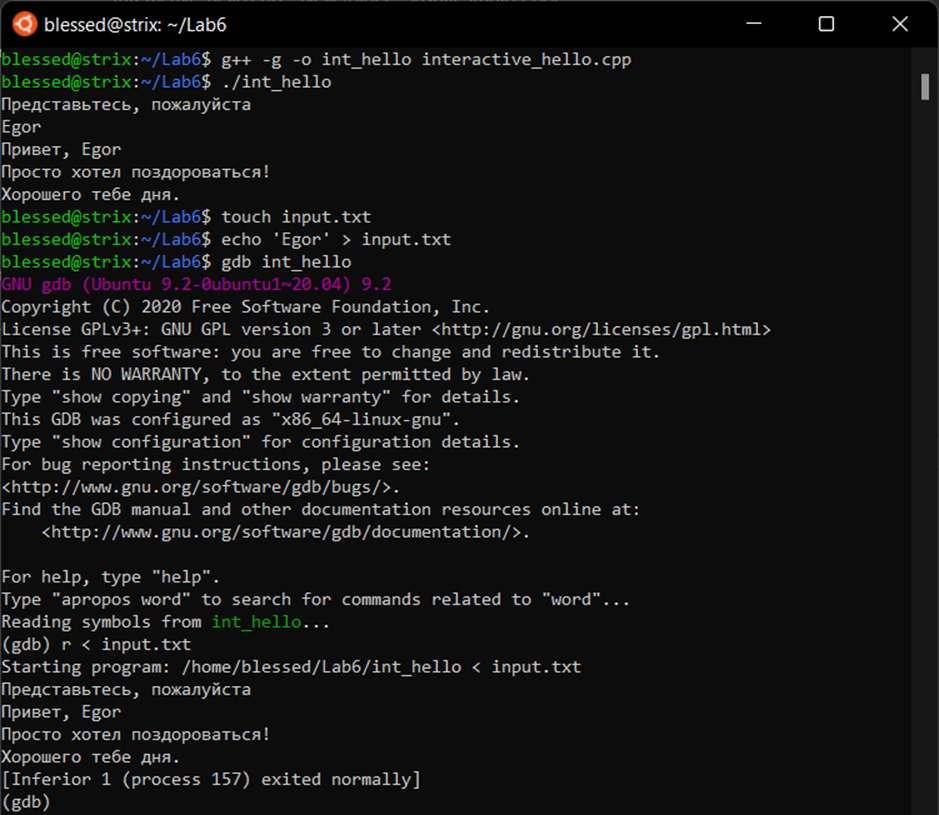 blessed@strix: ~/Lab6
blessed@strix:~/Lab6$ g++ -g -o int_hello interactive_hello.cpp
blessed@strix:~/Lab6$ ./int_hello
Представьтесь, пожалуйста
Egor
Привет, Egor
Просто хотел поздороваться!
Хорошего тебе дня.
blessed@strix:~/Lab6$ touch input.txt
blessed@strix:~/Lab6$ echo 'Egor' > input.txt
blessed@strix:~/Lab6$ gdb int_hello
GNU gdb (Ubuntu 9.2-0ubuntu1~20.04) 9.2
Copyright (C) 2020 Free Software Foundation, Inc.
License GPLv3+: GNU GPL version 3 or later <http://gnu.org/licenses/gpl.html>
This is free software: you are free to change and redistribute it.
There is NO WARRANTY, to the extent permitted by law.
Type "show copying" and "show warranty" for details.
This GDB was configured as "x86_64-linux-gnu".
Type "show configuration" for configuration details.
For bug reporting instructions, please see:
<http://www.gnu.org/software/gdb/bugs/>.
Find the GDB manual and other documentation resources online at:
    <http://www.gnu.org/software/gdb/documentation/>.
For help, type "help".
Type "apropos word" to search for commands related to "word"...
Reading symbols from int_hello...
(gdb) r < input.txt
Starting program: /home/blessed/Lab6/int_hello < input.txt
Представьтесь, пожалуйста
Привет, Egor
Просто хотел поздороваться!
Хорошего тебе дня.
[Inferior 1 (process 157) exited normally]
(gdb)